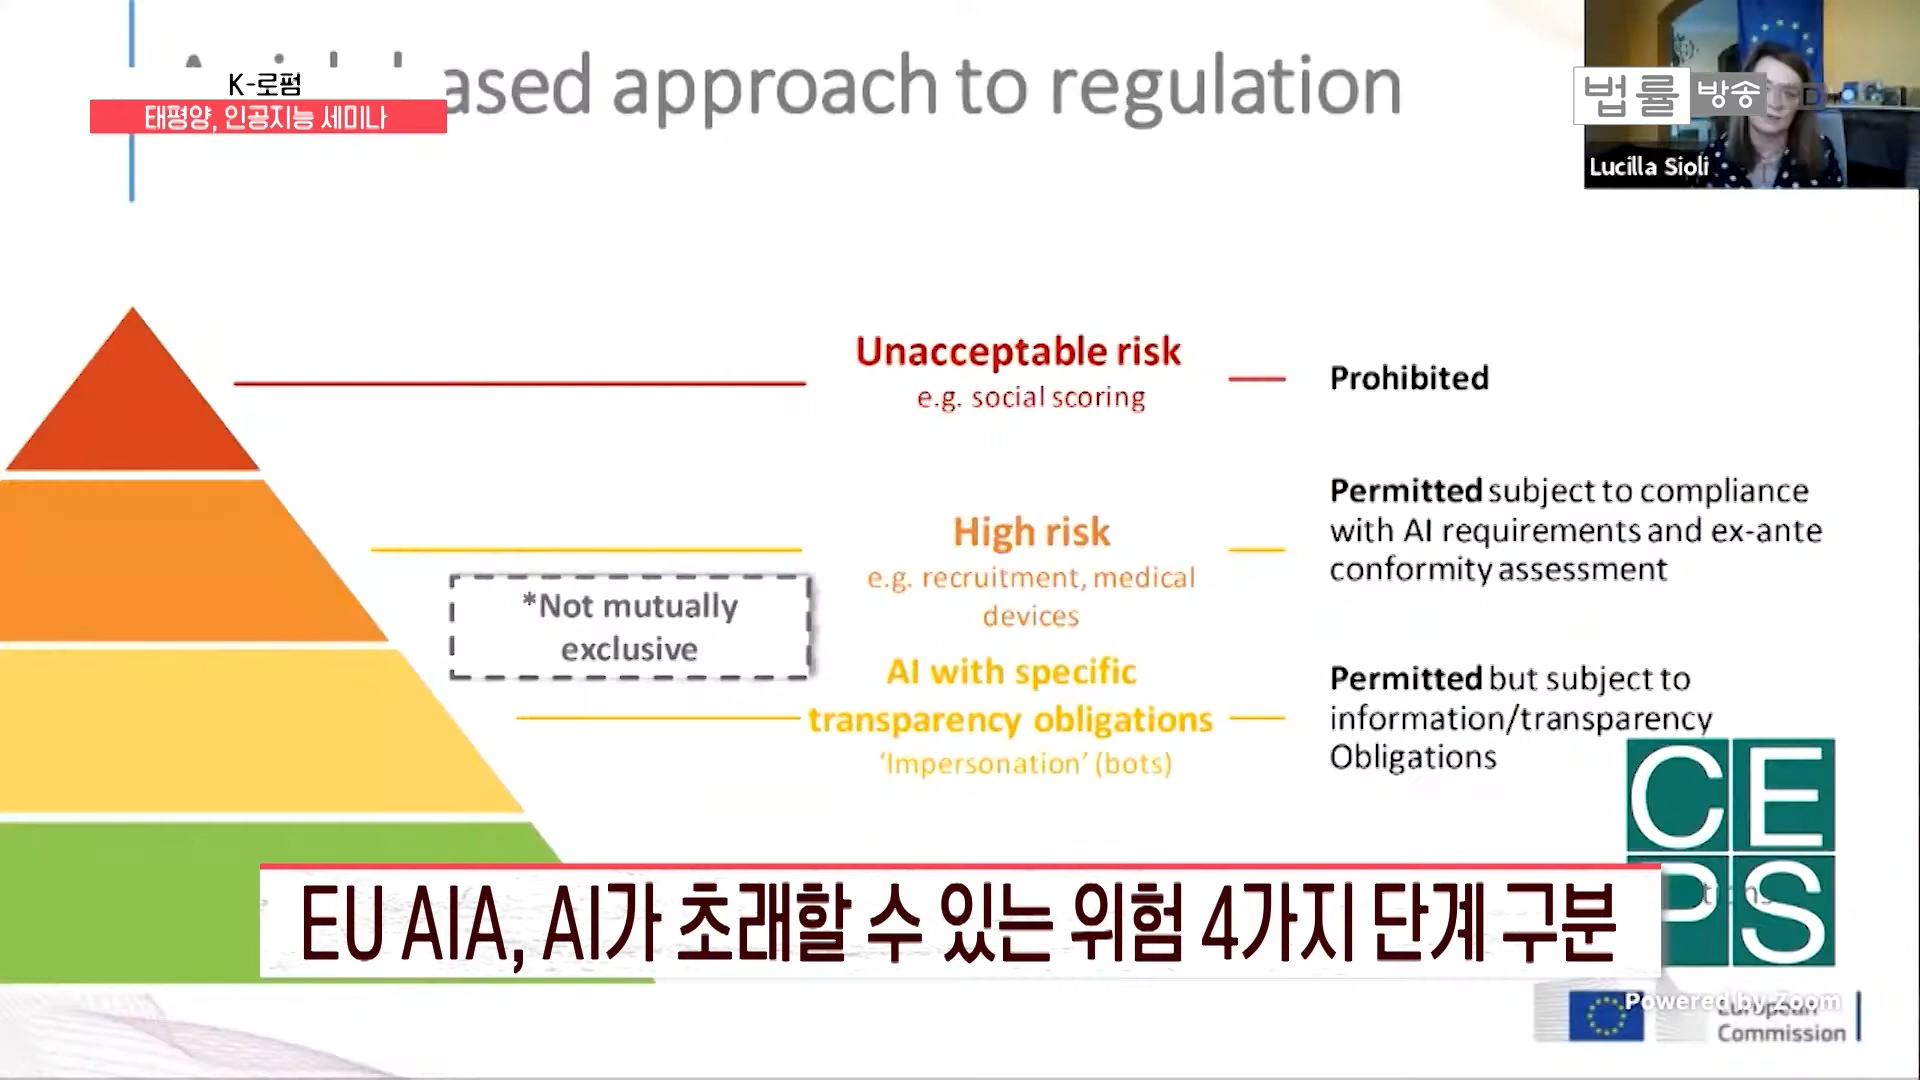 ased approach to regulation
K-로펌
태평양, 인공지능 세미나
법률 방송
Lucilla Sioli
Unacceptable risk
e.g. social scoring
Prohibited
High risk
e.g. recruitment, medical
devices
Permitted subject to compliance
with AI requirements and ex-ante
conformity assessment
*Not mutually
exclusive
AI with specific
transparency obligations
'Impersonation' (bots)
Permitted but subject to
information/transparency
Obligations
CE
PS
EU AIA, AI가 초래할 수 있는 위험 4가지 단계 구분
Powered by Zoom
European
Commission